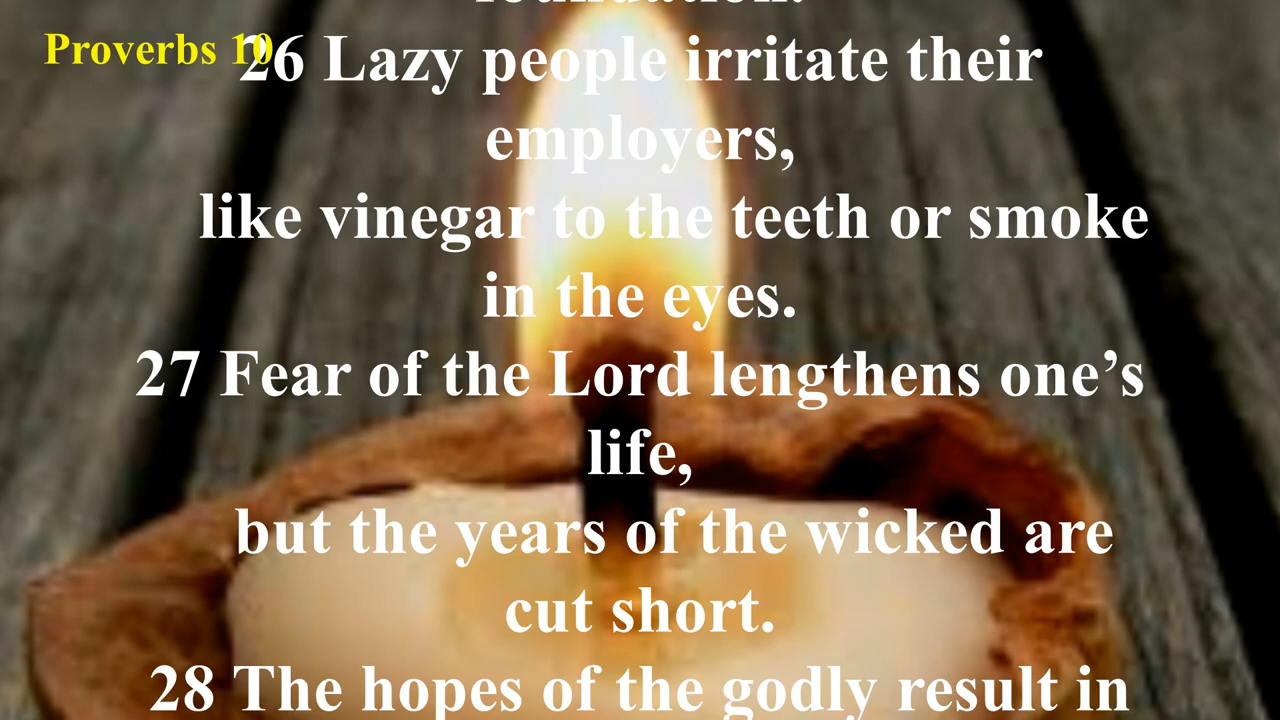 foundation.
Proverbs 10
26 Lazy people irritate their
employers,
like vinegar to the teeth or smoke
in the eyes.
27 Fear of the Lord lengthens one’s
life,
but the years of the wicked are
cut short.
28 The hopes of the godly result in